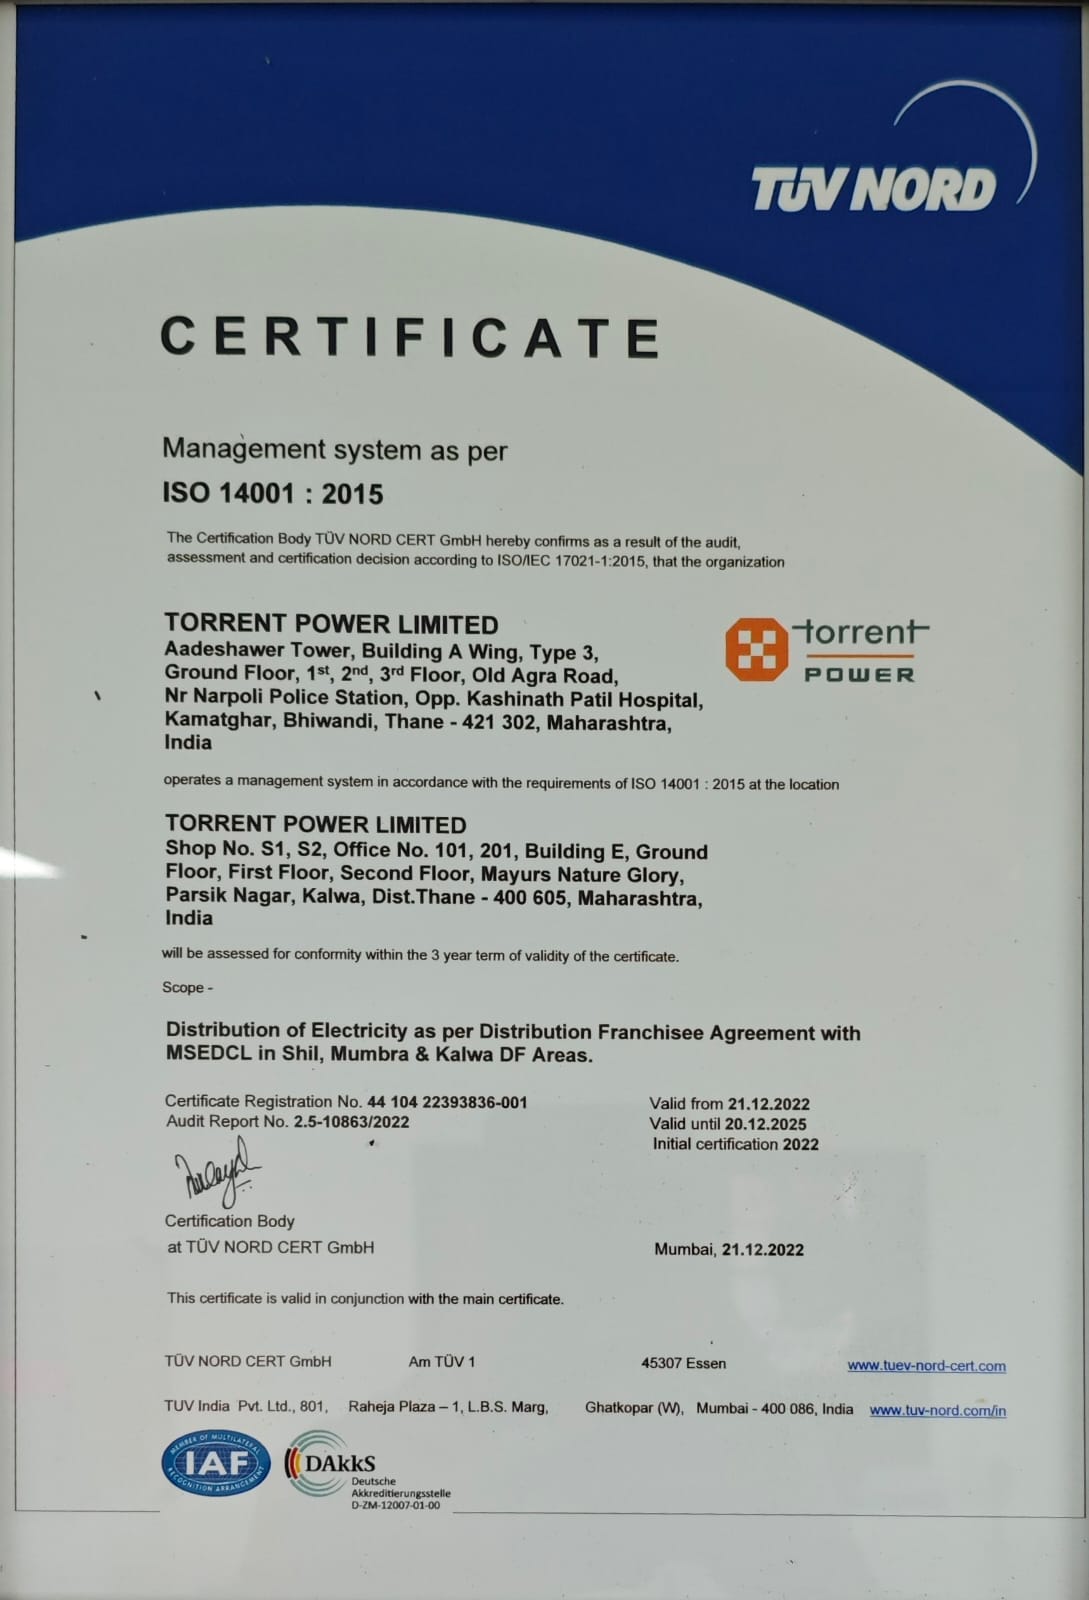 TÜV NORD
CERTIFICATE
Management system as per
ISO 14001 : 2015
The Certification Body TÜV NORD CERT GmbH hereby confirms as a result of the audit,
assessment and certification decision according to ISO/IEC 17021-1:2015, that the organization
TORRENT POWER LIMITED
Aadeshawer Tower, Building A Wing, Type 3,
Ground Floor, 1st, 2nd, 3rd Floor, Old Agra Road,
Nr Narpoli Police Station, Opp. Kashinath Patil Hospital,
Kamatghar, Bhiwandi, Thane - 421 302, Maharashtra,
India
torrent
POWER
operates a management system in accordance with the requirements of ISO 14001 : 2015 at the location
TORRENT POWER LIMITED
Shop No. S1, S2, Office No. 101, 201, Building E, Ground
Floor, First Floor, Second Floor, Mayurs Nature Glory,
Parsik Nagar, Kalwa, Dist.Thane - 400 605, Maharashtra,
India
will be assessed for conformity within the 3 year term of validity of the certificate.
Scope -
Distribution of Electricity as per Distribution Franchisee Agreement with
MSEDCL in Shil, Mumbra & Kalwa DF Areas.
Certificate Registration No. 44 104 22393836-001
Audit Report No. 2.5-10863/2022
Valid from 21.12.2022
Valid until 20.12.2025
Initial certification 2022
Certification Body
at TÜV NORD CERT GmbH
Mumbai, 21.12.2022
This certificate is valid in conjunction with the main certificate.
TÜV NORD CERT GmbH Am TÜV 1 45307 Essen www.tuev-nord-cert.com
TUV India Pvt. Ltd., 801, Raheja Plaza – 1, L.B.S. Marg, Ghatkopar (W), Mumbai - 400 086, India www.tuv-nord.com/in
MEMBER OF MULTILATERAL
IAF
RECOGNITION ARRANGEMENT
DAkkS
Deutsche
Akkreditierungsstelle
D-ZM-12007-01-00